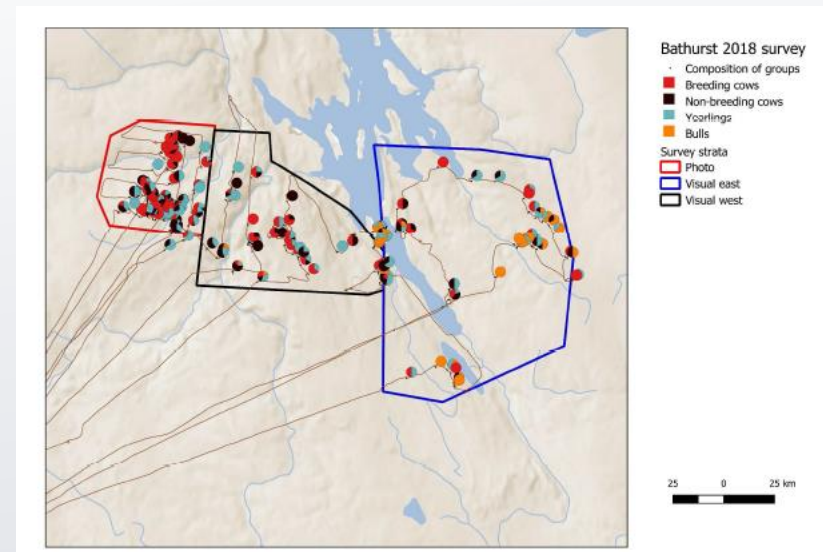 Bathurst 2018 survey
Composition of groups
Breeding cows
Non-breeding cows
Yearlings
Bulls
Survey strata
Photo
Visual east
Visual west
25 0 25 km